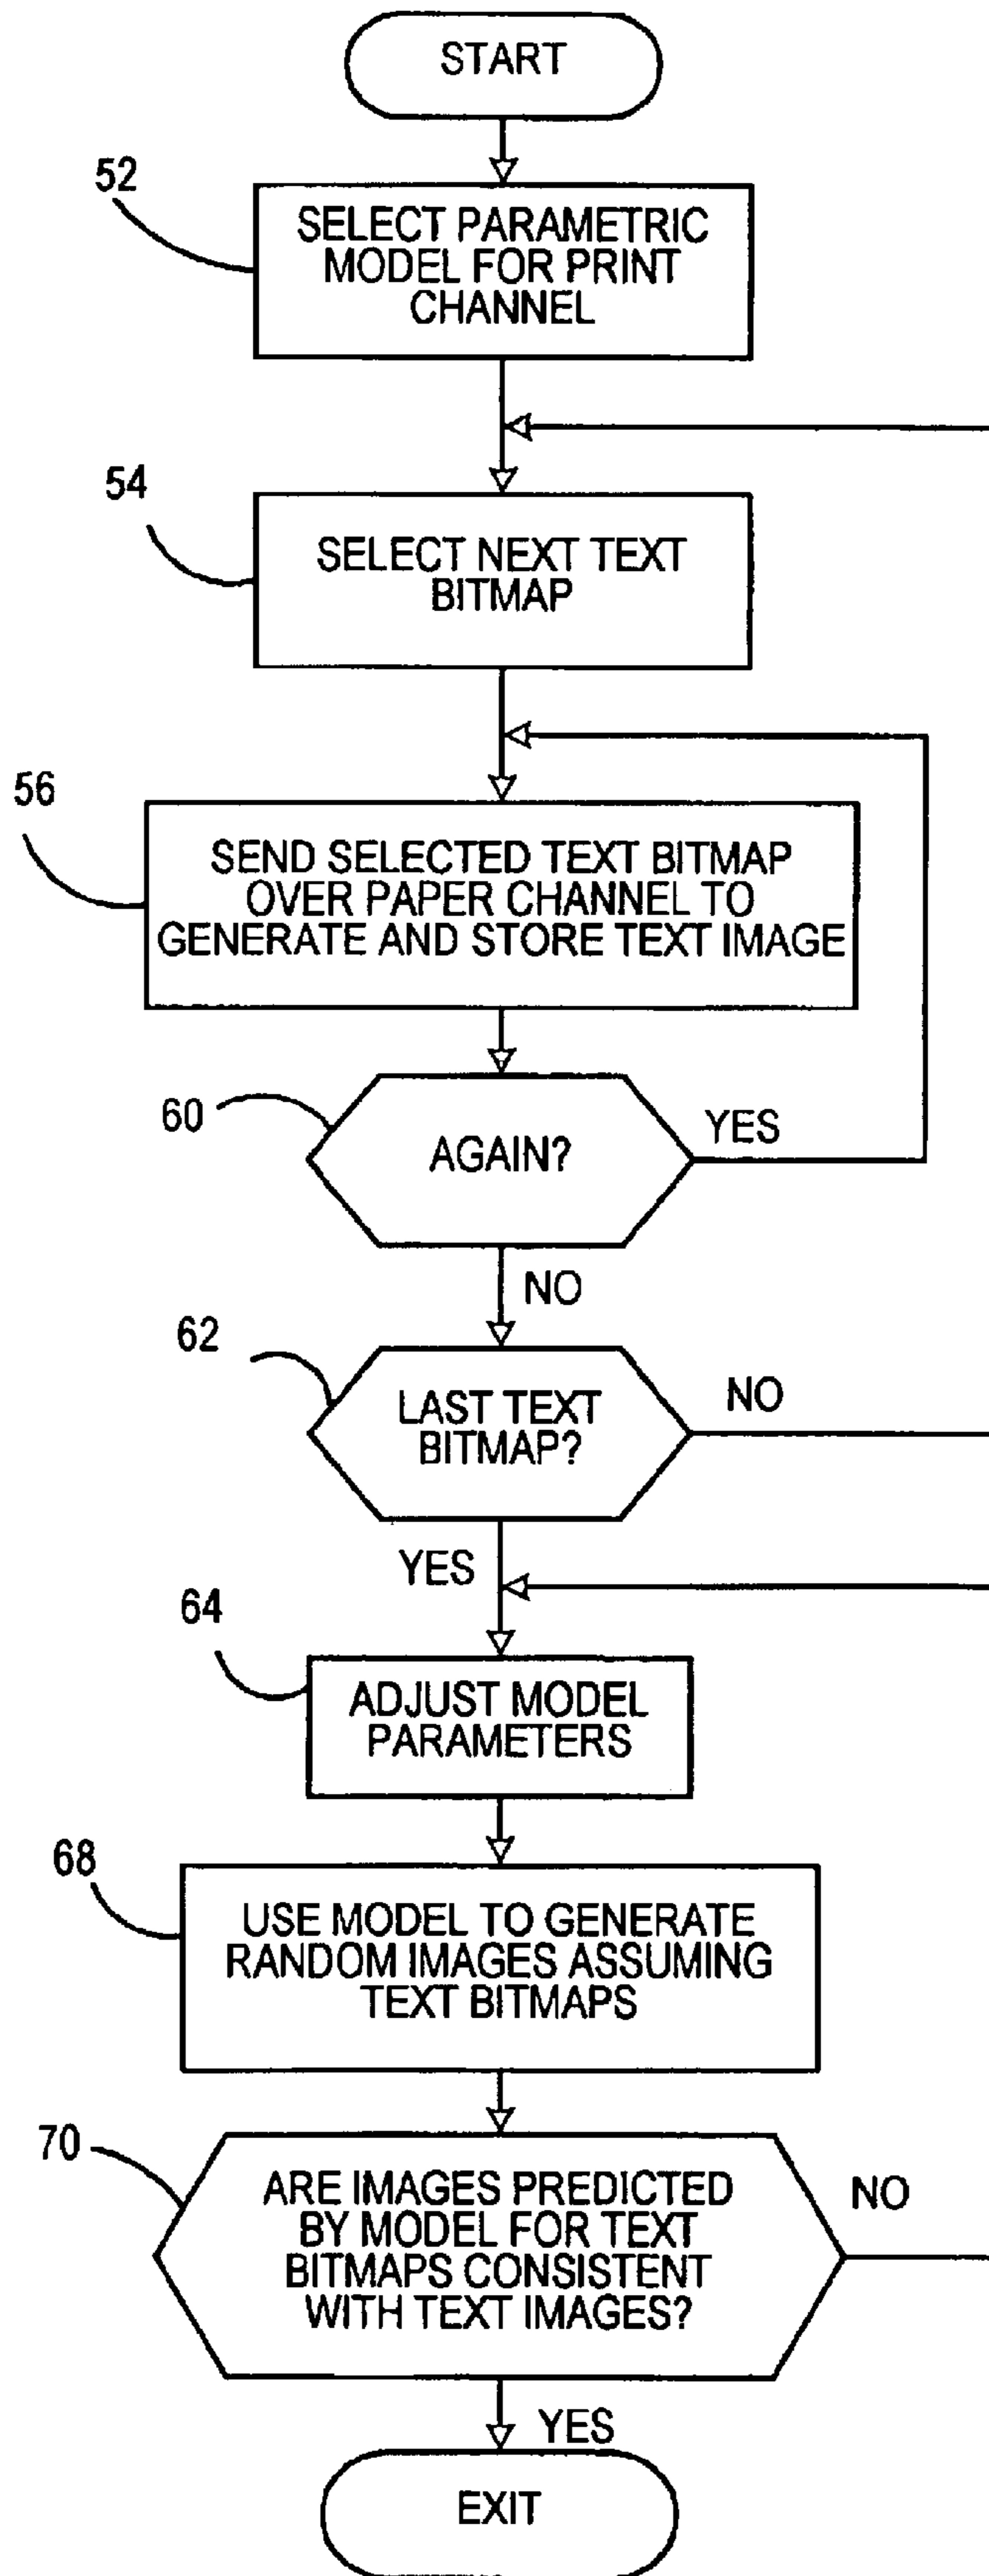 START
52
SELECT PARAMETRIC
MODEL FOR PRINT
CHANNEL
54
SELECT NEXT TEXT
BITMAP
56
SEND SELECTED TEXT BITMAP
OVER PAPER CHANNEL TO
GENERATE AND STORE TEXT IMAGE
60
AGAIN?
YES
NO
62
LAST TEXT
BITMAP?
NO
YES
64
ADJUST MODEL
PARAMETERS
68
USE MODEL TO GENERATE
RANDOM IMAGES ASSUMING
TEXT BITMAPS
70
ARE IMAGES PREDICTED
BY MODEL FOR TEXT
BITMAPS CONSISTENT
WITH TEXT IMAGES?
NO
YES
EXIT